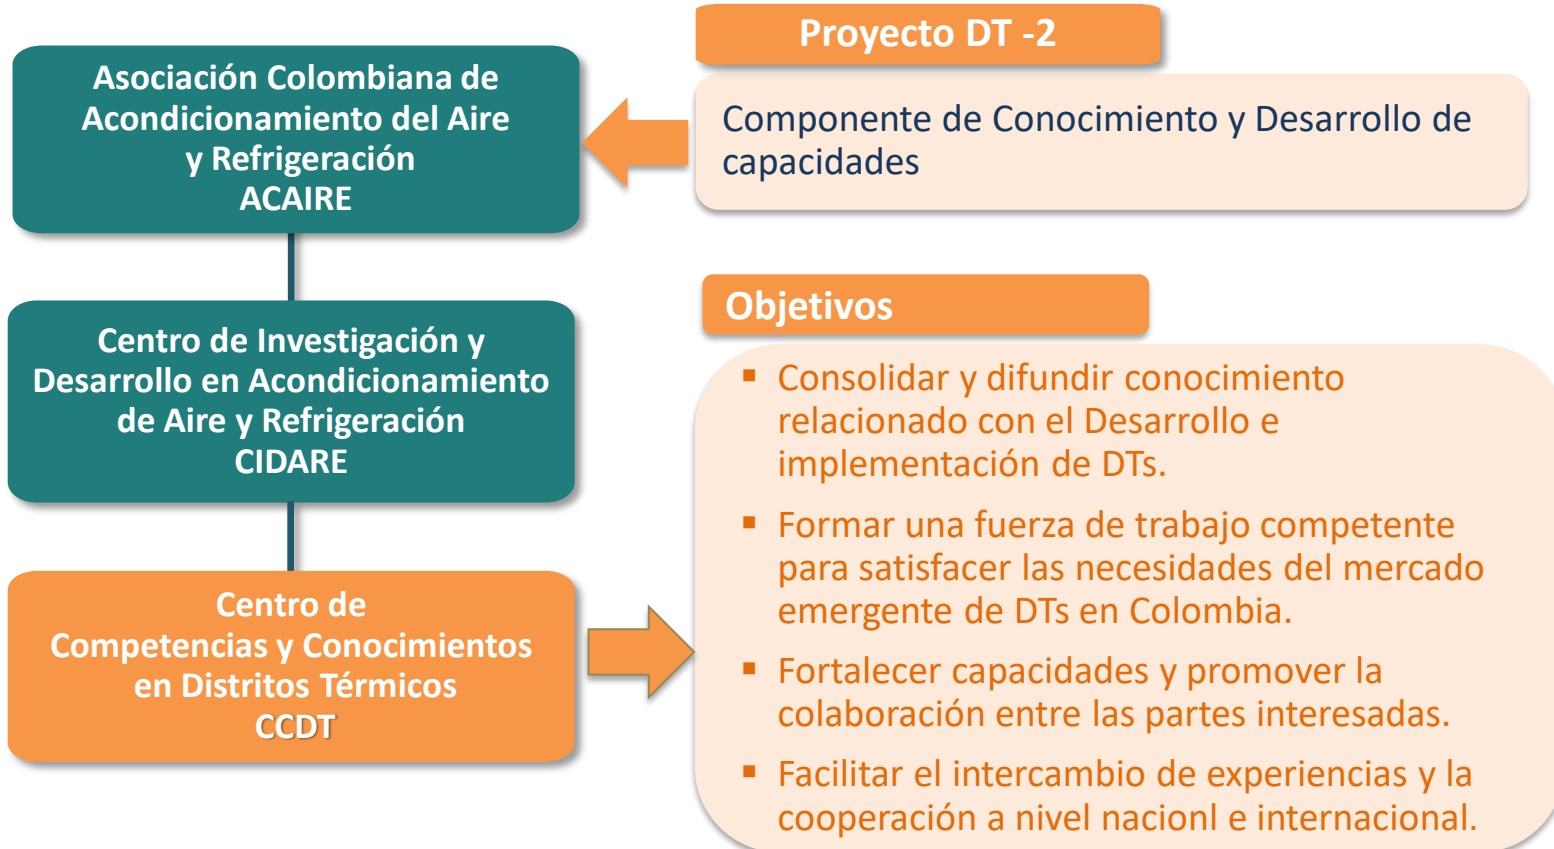 Proyecto DT -2
Componente de Conocimiento y Desarrollo de
capacidades
Asociación Colombiana de
Acondicionamiento del Aire
y Refrigeración
ACAIRE
Centro de Investigación y
Desarrollo en Acondicionamiento
de Aire y Refrigeración
CIDARE
Centro de
Competencias y Conocimientos
en Distritos Térmicos
CCDT
Objetivos
▪ Consolidar y difundir conocimiento
relacionado con el Desarrollo e
implementación de DTs.
▪ Formar una fuerza de trabajo competente
para satisfacer las necesidades del mercado
emergente de DTs en Colombia.
▪ Fortalecer capacidades y promover la
colaboración entre las partes interesadas.
▪ Facilitar el intercambio de experiencias y la
cooperación a nivel nacionl e internacional.